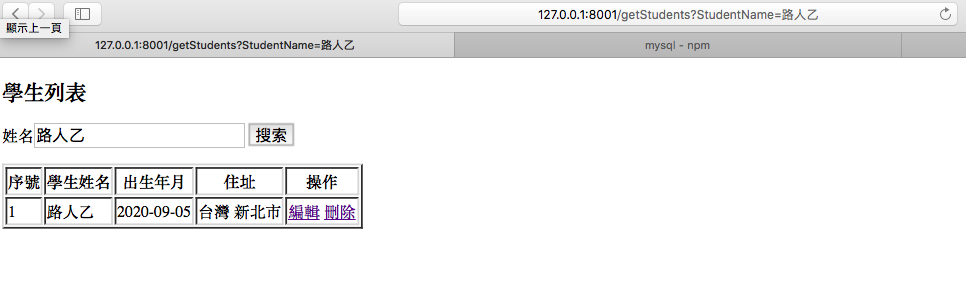 127.0.0.1:8001/getStudents?StudentName=路人乙
顯示上一頁
127.0.0.1:8001/getStudents?StudentName=路人乙 mysql - npm
學生列表
姓名 路人乙 搜索
序號 學生姓名 出生年月 住址 操作
1 路人乙 2020-09-05 台灣 新北市 編輯 刪除